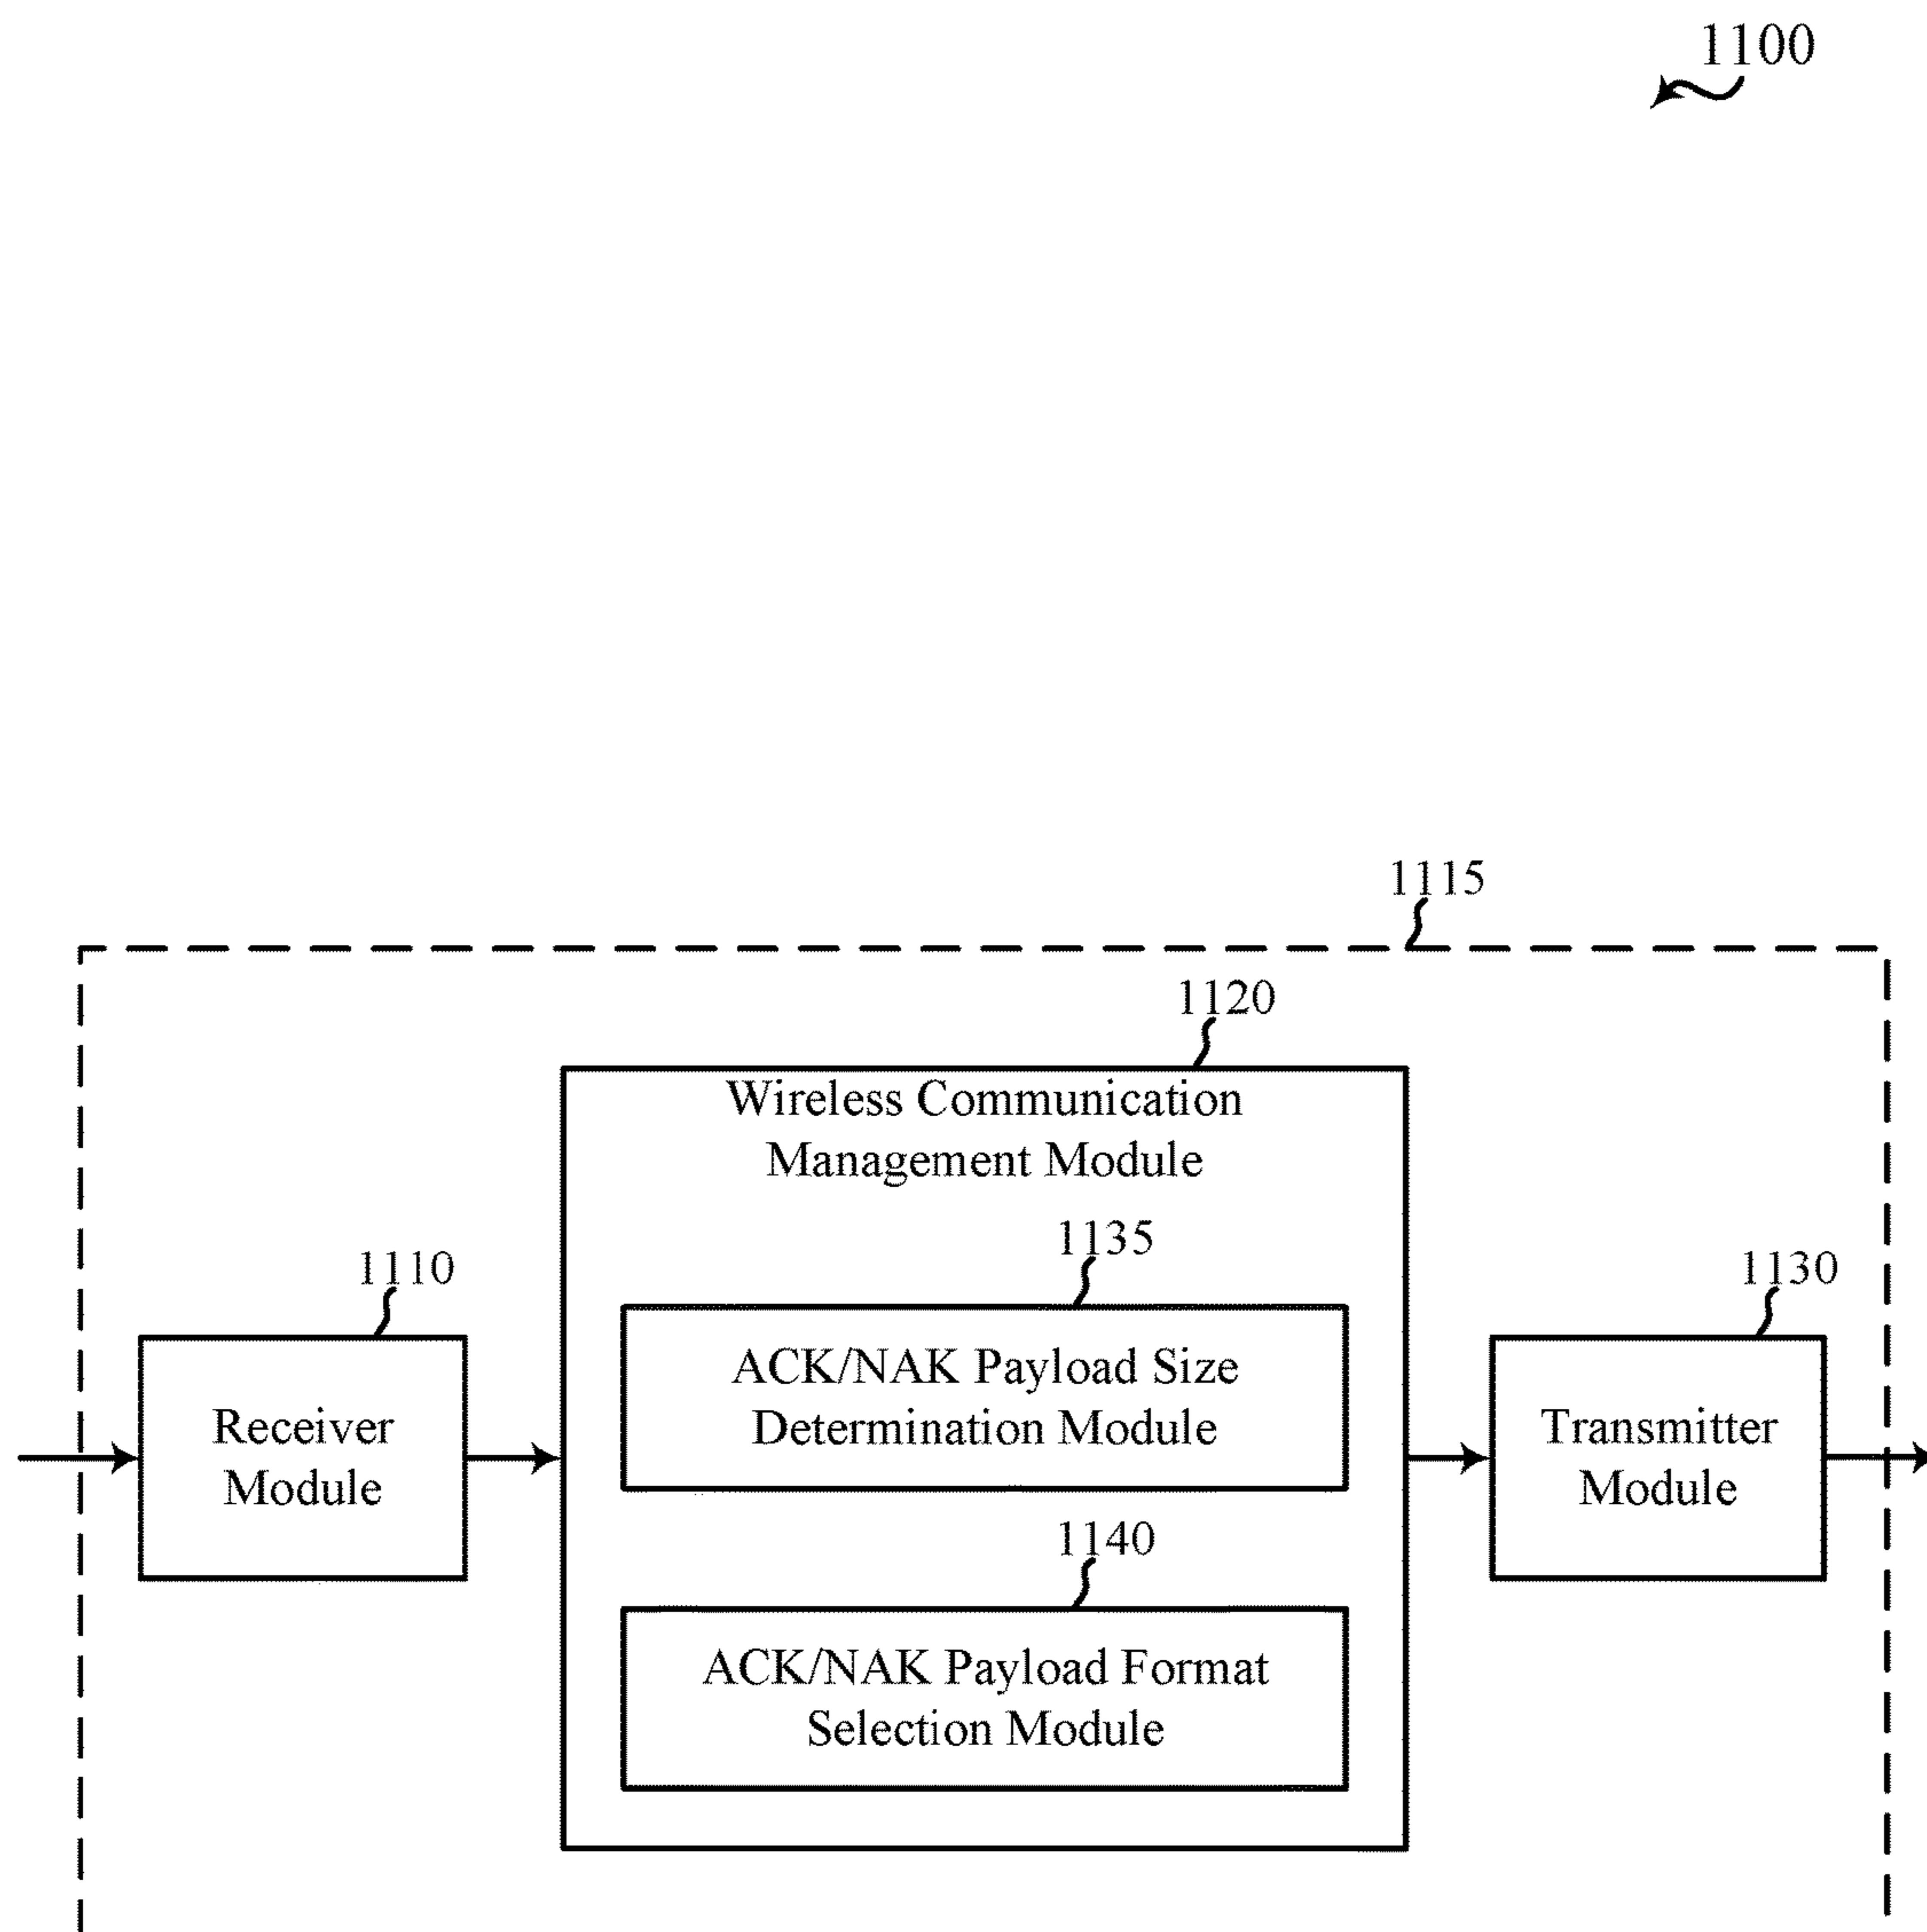 1100
1115
1120
Wireless Communication
Management Module
1135
1110
1130
ACK/NAK Payload Size
Determination Module
Receiver
Module
Transmitter
Module
1140
ACK/NAK Payload Format
Selection Module